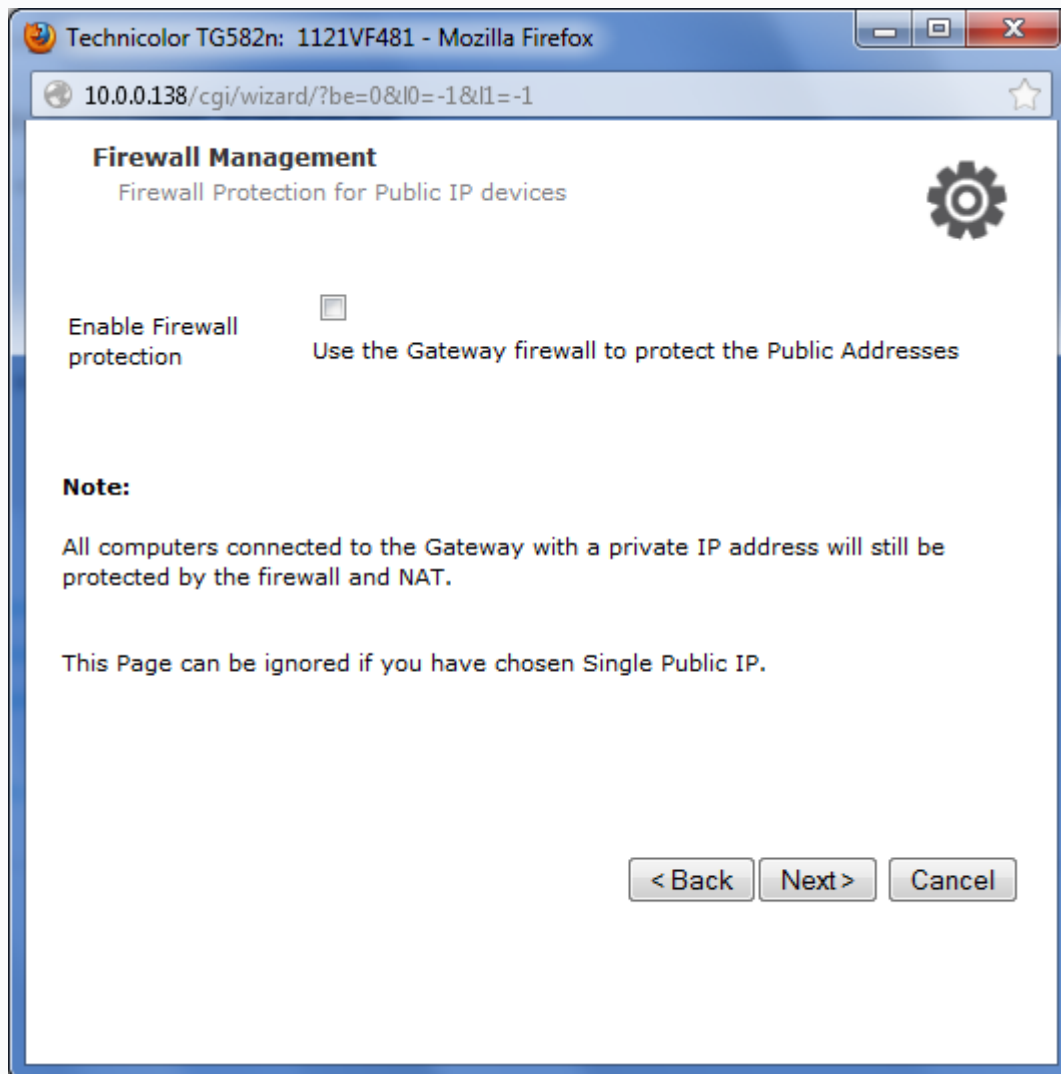 Technicolor TG582n:  1121VF481 - Mozilla Firefox
10.0.0.138/cgi/wizard/?be=0&l0=-1&l1=-1
Firewall Management
Firewall Protection for Public IP devices
Enable Firewall
protection
Use the Gateway firewall to protect the Public Addresses
Note:
All computers connected to the Gateway with a private IP address will still be
protected by the firewall and NAT.
This Page can be ignored if you have chosen Single Public IP.
< Back
Next >
Cancel